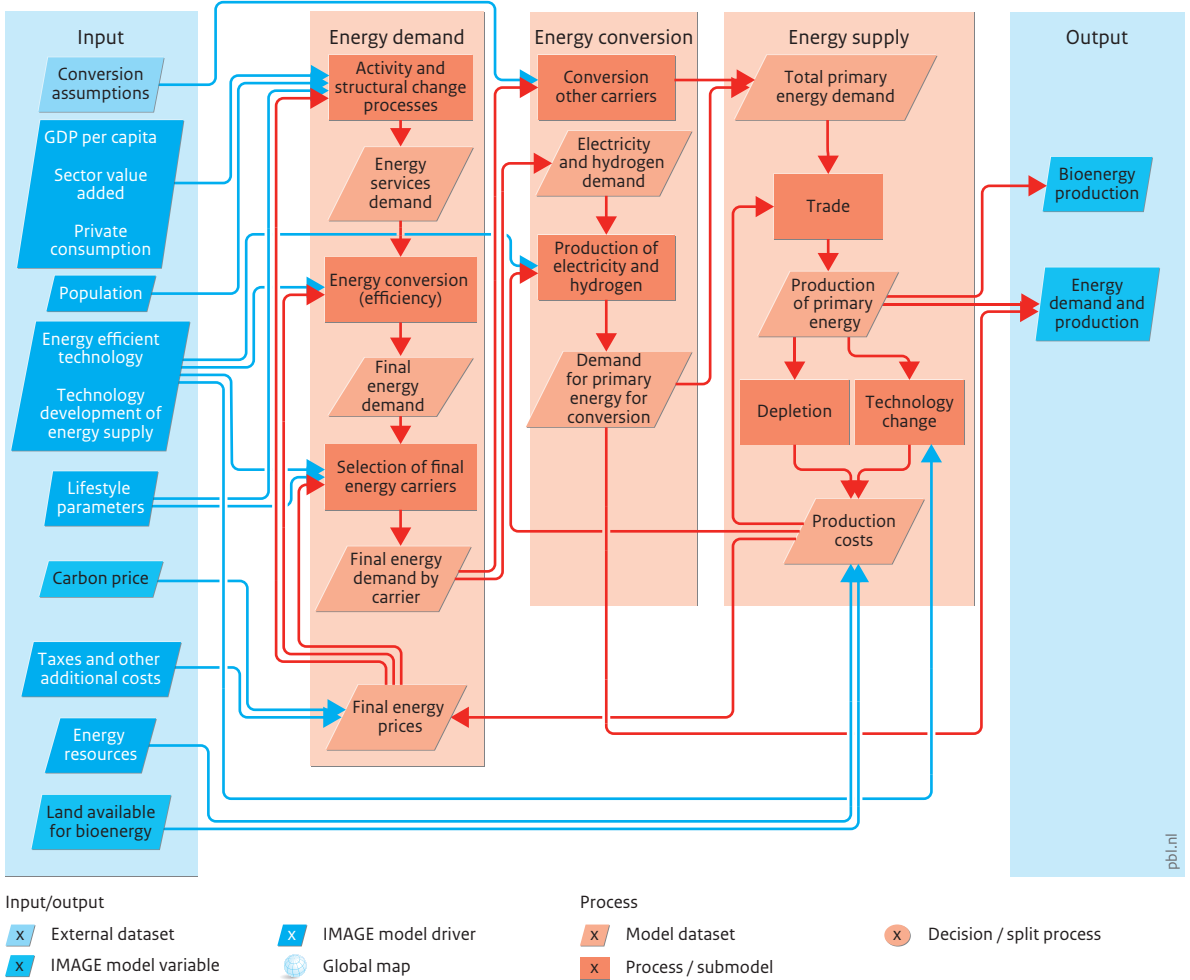 Input
Energy demand
Energy conversion
Energy supply
Output
Conversion
assumptions
GDP per capita
Sector value
added
Private
consumption
Population
Energy efficient
technology
Technology
development of
energy supply
Lifestyle
parameters
Carbon price
Taxes and other
additional costs
Energy
resources
Land available
for bioenergy
Activity and
structural change
processes
Energy
services
demand
Energy conversion
(efficiency)
Final
energy
demand
Selection of final
energy carriers
Final energy
demand by
carrier
Final energy
prices
Conversion
other carriers
Electricity
and hydrogen
demand
Production of
electricity and
hydrogen
Demand
for primary
energy for
conversion
Total primary
energy demand
Trade
Production
of primary
energy
Depletion
Technology
change
Production
costs
Bioenergy
production
Energy
demand and
production
pbl.nl
Input/output
x External dataset
x IMAGE model variable
x IMAGE model driver
Global map
Process
x Model dataset
x Process / submodel
x Decision / split process